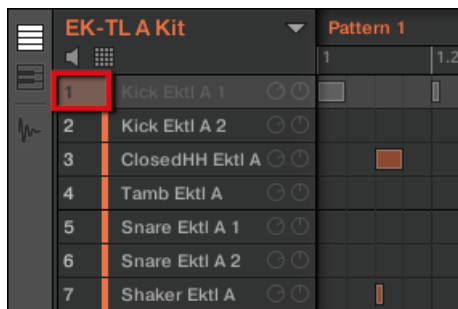 EK-TL A Kit
Pattern 1
1
1.2
1 Kick Ektl A 1
2 Kick Ektl A 2
3 ClosedHH Ektl A
4 Tamb Ektl A
5 Snare Ektl A 1
6 Snare Ektl A 2
7 Shaker Ektl A